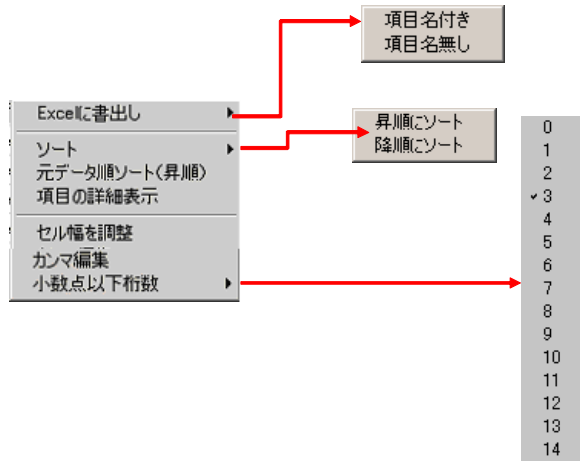 項目名付き
項目名無し
Excelに書出し
ソート
元データ順ソート(昇順)
項目の詳細表示
セル幅を調整
カンマ編集
小数点以下桁数
昇順にソート
降順にソート
0
1
2
3
4
5
6
7
8
9
10
11
12
13
14